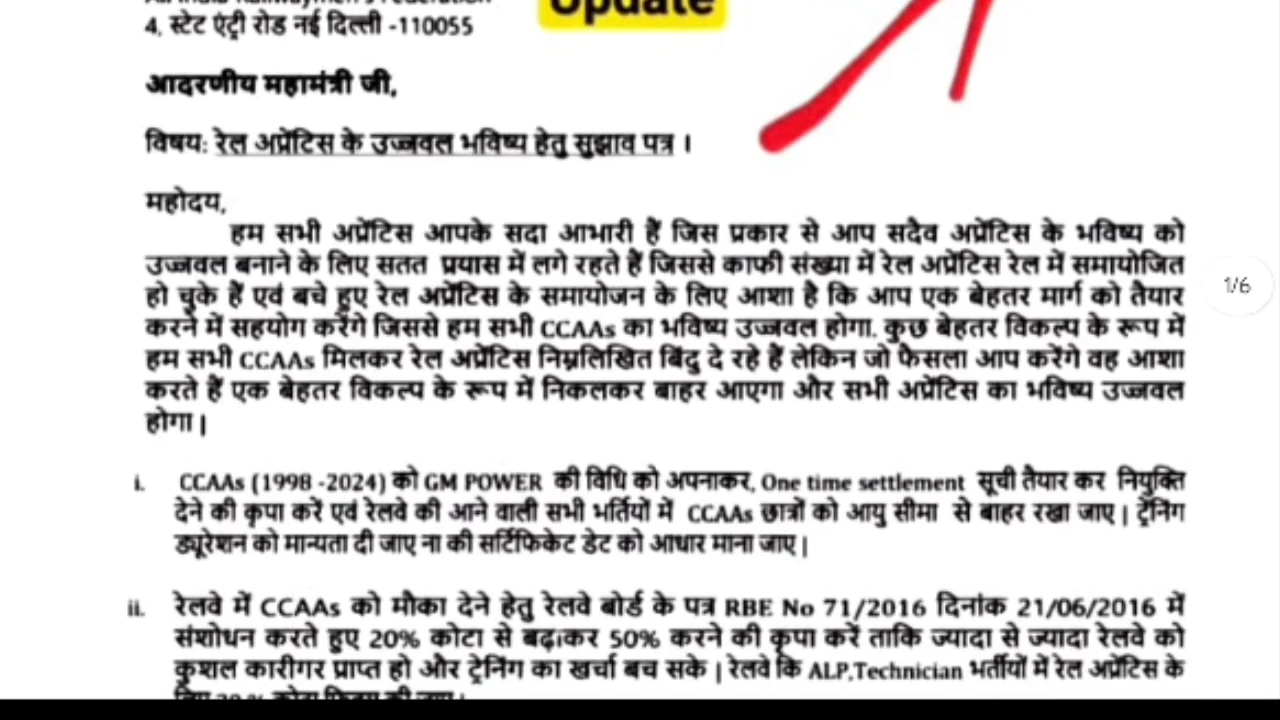 All India Railwaymen's Federation
4, स्टेट एंट्री रोड नई दिल्ली -110055
Update
आदरणीय महामंत्री जी,
विषय: रेल अप्रेंटिस के उज्जवल भविष्य हेतु सुझाव पत्र ।
महोदय,
हम सभी अप्रेंटिस आपके सदा आभारी हैं जिस प्रकार से आप सदैव अप्रेंटिस के भविष्य को
उज्जवल बनाने के लिए सतत प्रयास में लगे रहते हैं जिससे काफी संख्या में रेल अप्रेंटिस रेल में समायोजित
हो चुके हैं एवं बचे हुए रेल अप्रेंटिस के समायोजन के लिए आशा है कि आप एक बेहतर मार्ग को तैयार
करने में सहयोग करेंगे जिससे हम सभी CCAAs का भविष्य उज्जवल होगा. कुछ बेहतर विकल्प के रूप में
हम सभी CCAAs मिलकर रेल अप्रेंटिस निम्नलिखित बिंदु दे रहे हैं लेकिन जो फैसला आप करेंगे वह आशा
करते हैं एक बेहतर विकल्प के रूप में निकलकर बाहर आएगा और सभी अप्रेंटिस का भविष्य उज्जवल
होगा |
1/6
i. CCAAs (1998 -2024) को GM POWER की विधि को अपनाकर, One time settlement सूची तैयार कर नियुक्ति
देने की कृपा करें एवं रेलवे की आने वाली सभी भर्तियों में CCAAs छात्रों को आयु सीमा से बाहर रखा जाए | ट्रेनिंग
ड्यूरेशन को मान्यता दी जाए ना की सर्टिफिकेट डेट को आधार माना जाए |
ii. रेलवे में CCAAs को मौका देने हेतु रेलवे बोर्ड के पत्र RBE No 71/2016 दिनांक 21/06/2016 में
संशोधन करते हुए 20% कोटा से बढ़ाकर 50% करने की कृपा करें ताकि ज्यादा से ज्यादा रेलवे को
कुशल कारीगर प्राप्त हो और ट्रेनिंग का खर्चा बच सके | रेलवे कि ALP,Technician भर्तीयों में रेल अप्रेंटिस के